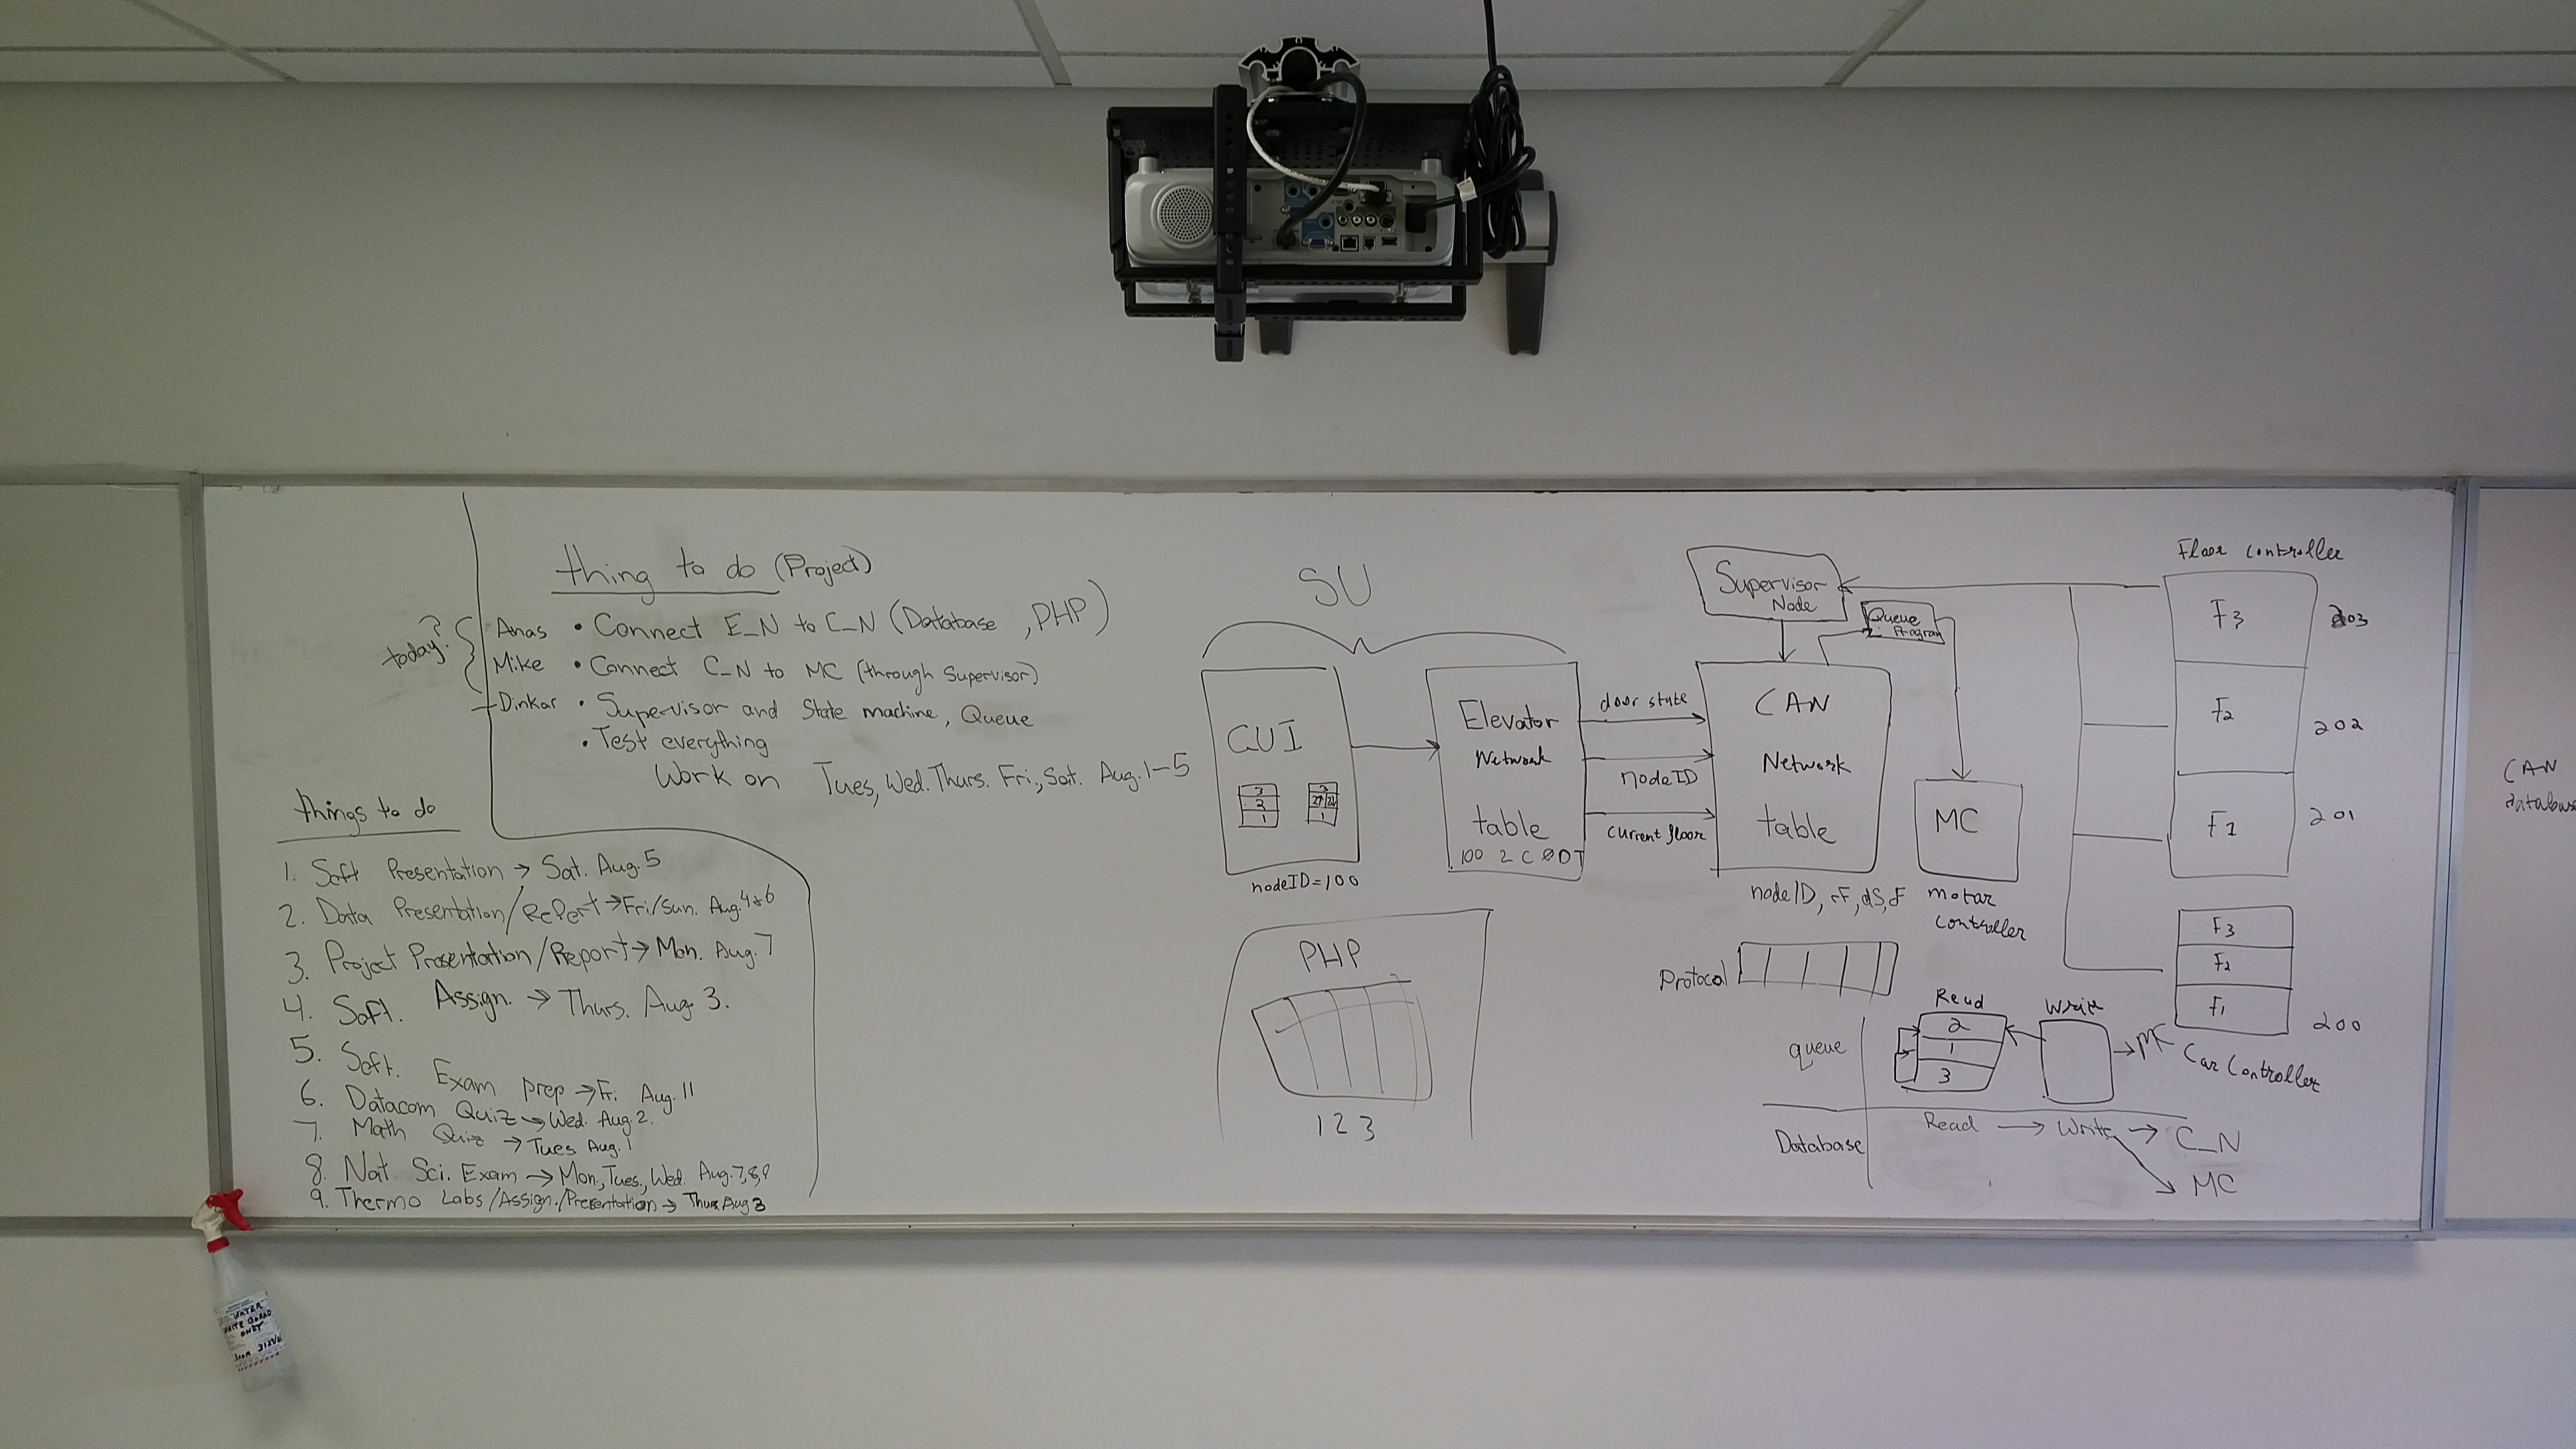 thing to do (Project)
today?
Anas • Connect E_N to C_N (Database, PHP)
Mike • Connect C_N to MC (through Supervisor)
Dinkar • Supervisor and State machine, Queue
• Test everything
Work on Tues, Wed. Thurs. Fri., Sat. Aug. 1-5
things to do
1. Soft Presentation → Sat. Aug. 5
2. Data Presentation/Report → Fri/Sun. Aug. 4&6
3. Project Presentation/Report → Mon. Aug. 7
4. Soft. Assign. → Thurs. Aug. 3.
5. Soft. Exam prep → Fri. Aug. 11
6. Datacom Quiz → Wed. Aug. 2.
7. Math Quiz → Tues Aug. 1
8. Nat. Sci. Exam → Mon., Tues., Wed. Aug. 7,8,9
9. Thermo Labs/Assign./Presentation → Thurs. Aug 3
SU
GUI
3
2
1
3
1
nodeID=100
Elevator
Network
table
100 2 C
door state
nodeID
current floor
PHP
1 2 3
Supervisor
Node
Queue
Program
CAN
Network
table
nodeID, cF, dS, F
MC
motor
controller
Floor controller
F3
203
F2
202
F1
201
F3
F2
F1
200
Car Controller
Protocol
queue
Read
2
1
3
Write
→ MC
Database
Read → Write → C_N
MC
CAN
WATER
WHITE BOARD
ONLY